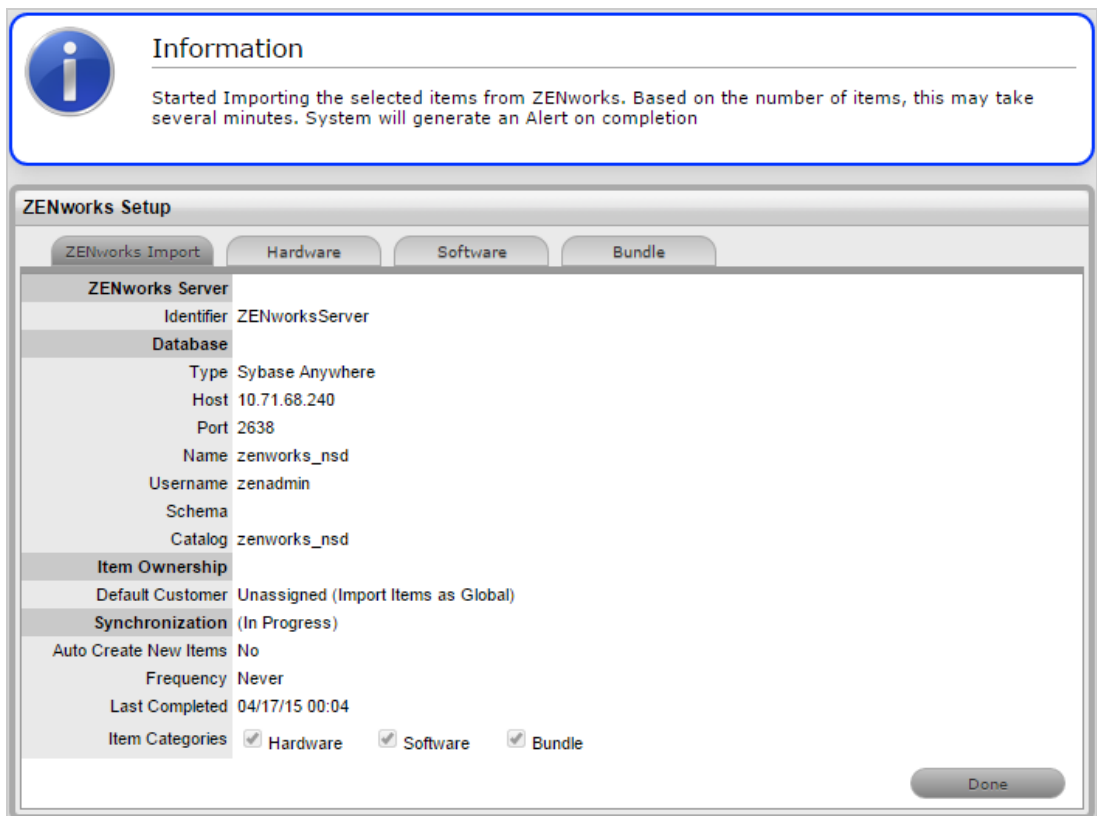 Information
Started Importing the selected items from ZENworks. Based on the number of items, this may take
several minutes. System will generate an Alert on completion
ZENworks Setup
ZENworks Import Hardware Software Bundle
ZENworks Server
Identifier ZENworksServer
Database
Type Sybase Anywhere
Host 10.71.68.240
Port 2638
Name zenworks_nsd
Username zenadmin
Schema
Catalog zenworks_nsd
Item Ownership
Default Customer Unassigned (Import Items as Global)
Synchronization (In Progress)
Auto Create New Items No
Frequency Never
Last Completed 04/17/15 00:04
Item Categories Hardware Software Bundle
Done